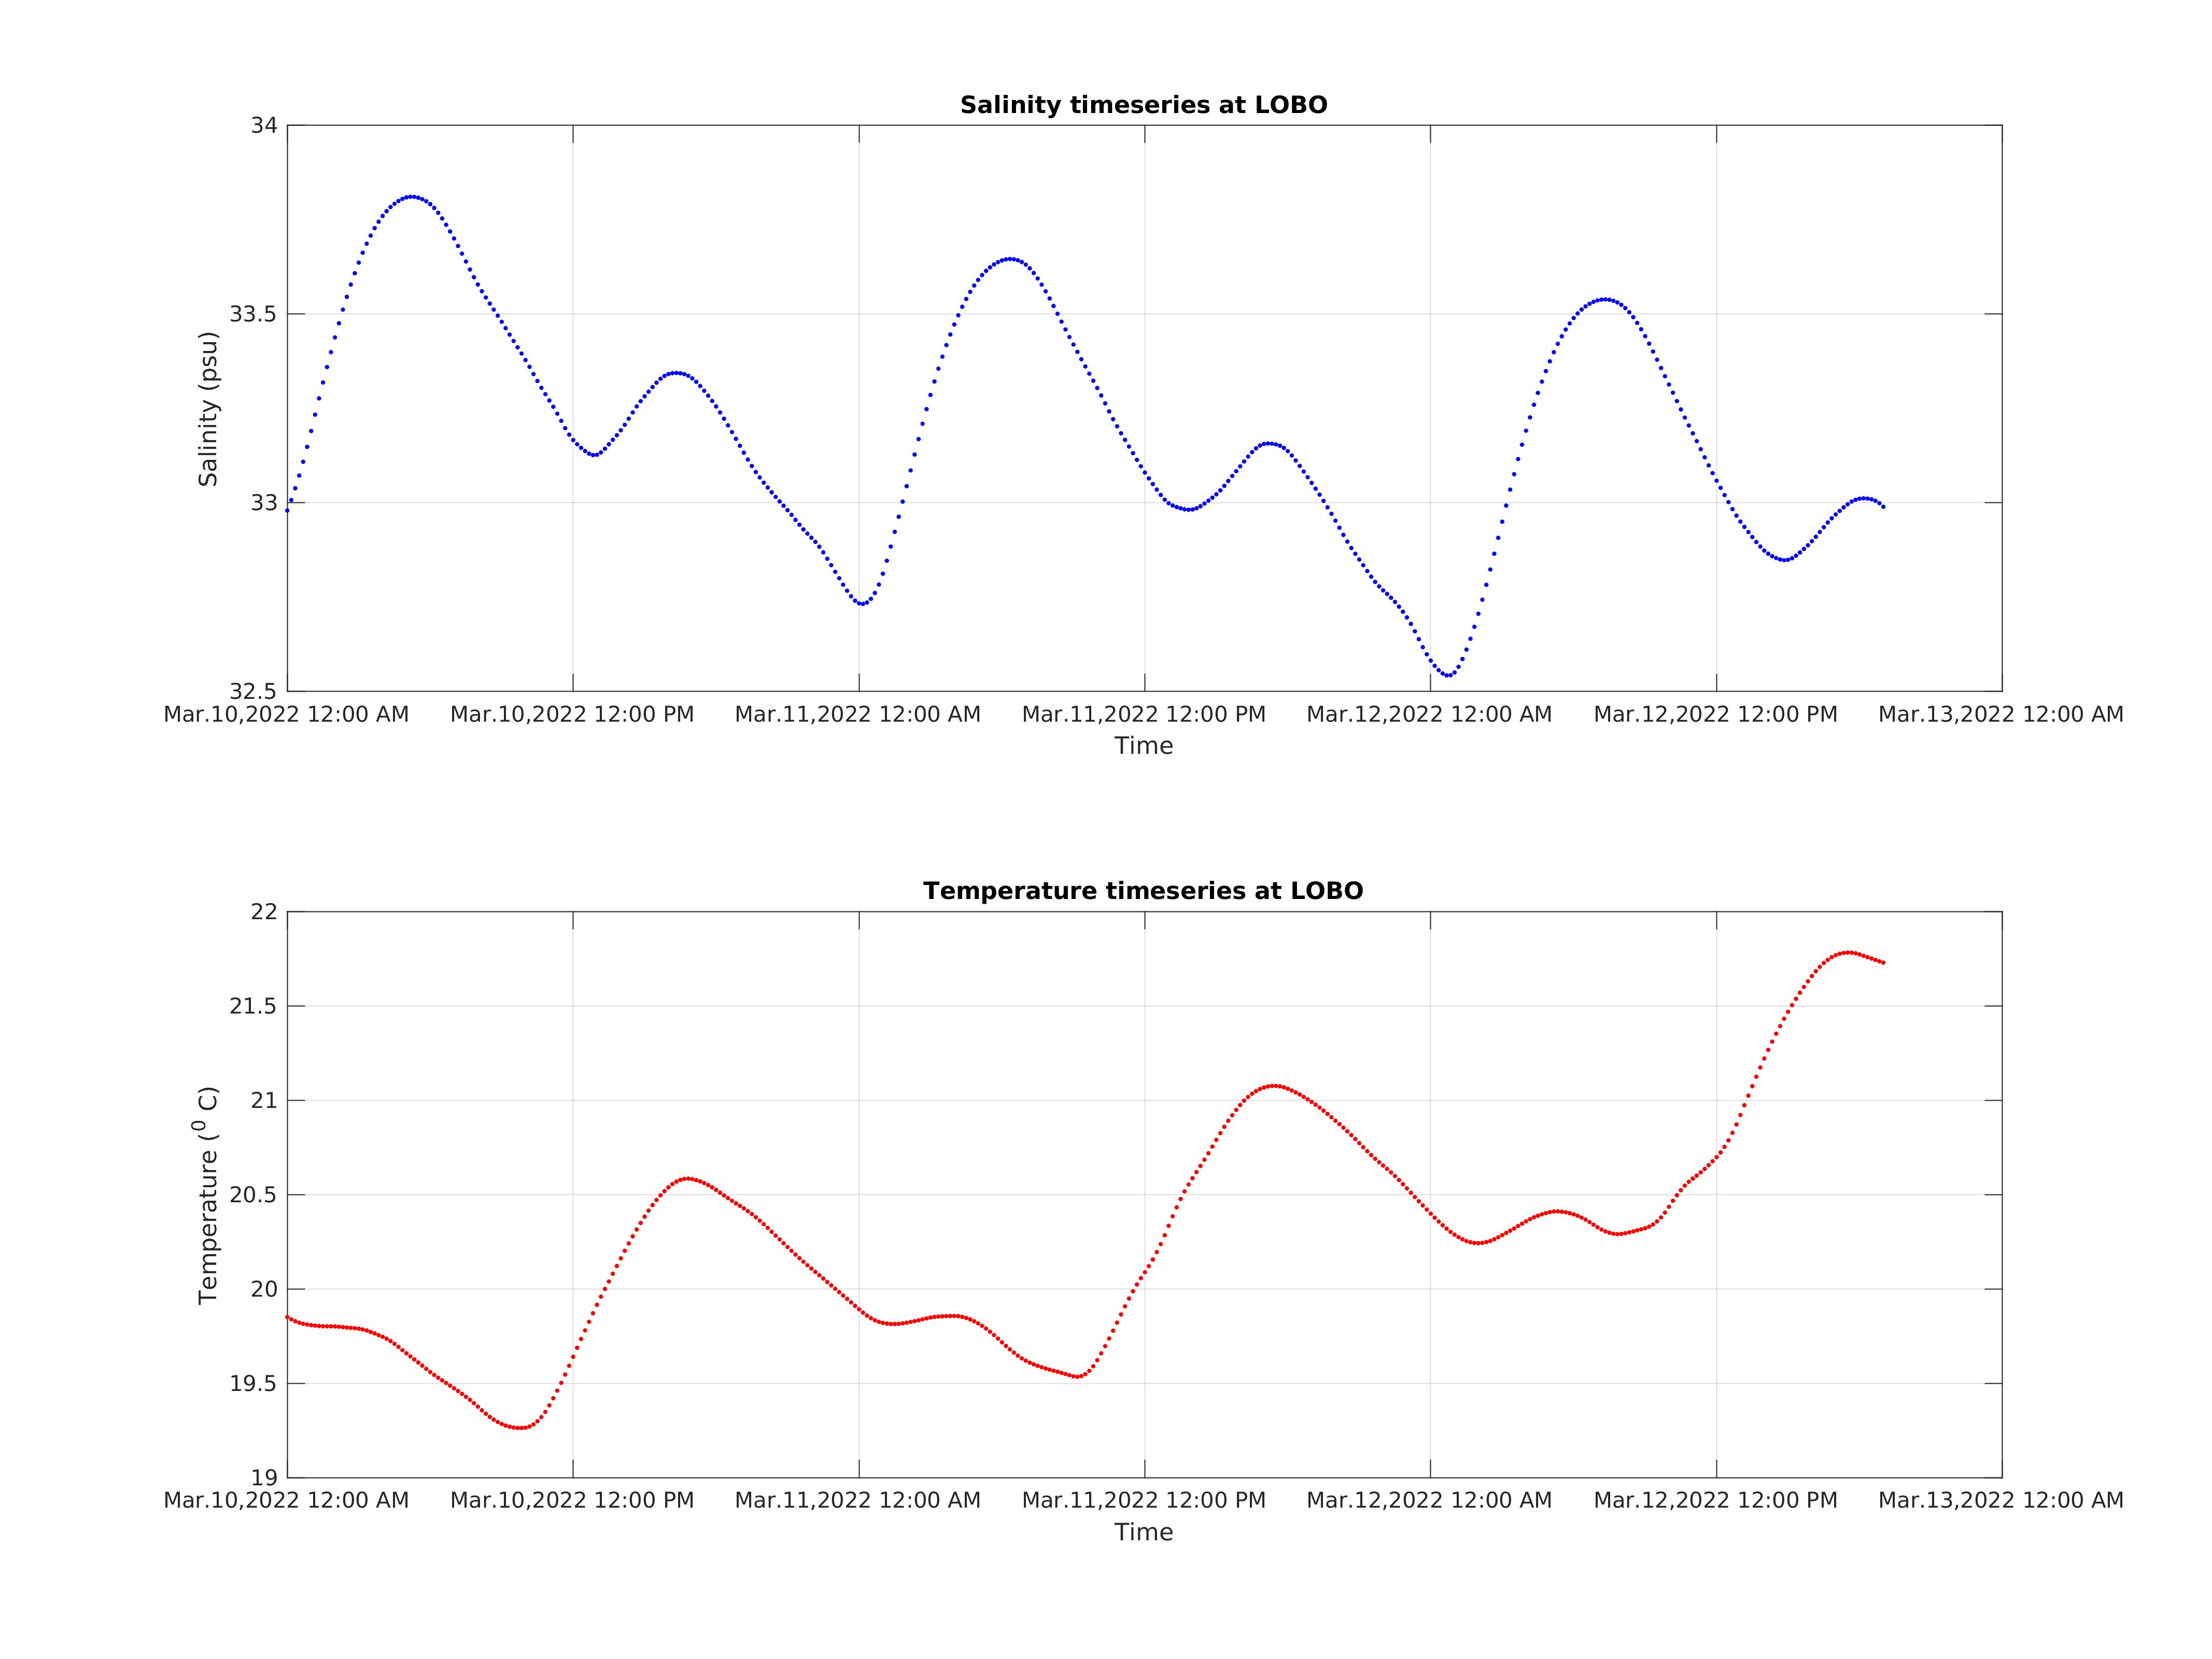 Salinity timeseries at LOBO
34
33.5
33
32.5
Salinity (psu)
Mar.10,2022 12:00 AM Mar.10,2022 12:00 PM Mar.11,2022 12:00 AM Mar.11,2022 12:00 PM Mar.12,2022 12:00 AM Mar.12,2022 12:00 PM Mar.13,2022 12:00 AM
Time
Temperature timeseries at LOBO
22
21.5
21
20.5
20
19.5
19
Temperature (⁰ C)
Mar.10,2022 12:00 AM Mar.10,2022 12:00 PM Mar.11,2022 12:00 AM Mar.11,2022 12:00 PM Mar.12,2022 12:00 AM Mar.12,2022 12:00 PM Mar.13,2022 12:00 AM
Time